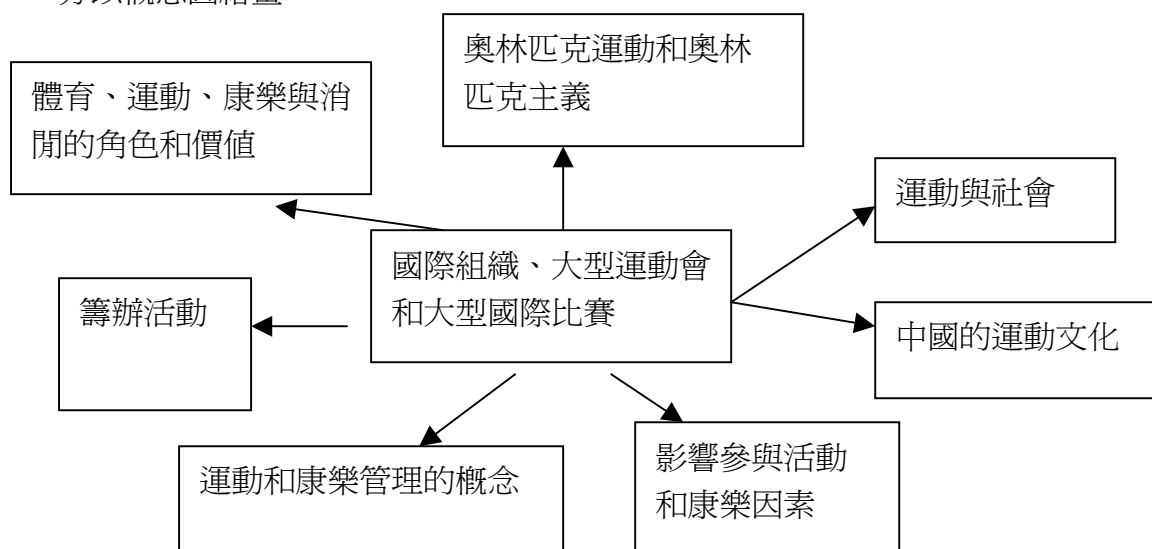 奧林匹克運動和奧林
匹克主義
體育、運動、康樂與消
閒的角色和價值
運動與社會
國際組織、大型運動會
和大型國際比賽
籌辦活動
中國的運動文化
影響參與活動
和康樂因素
運動和康樂管理的概念